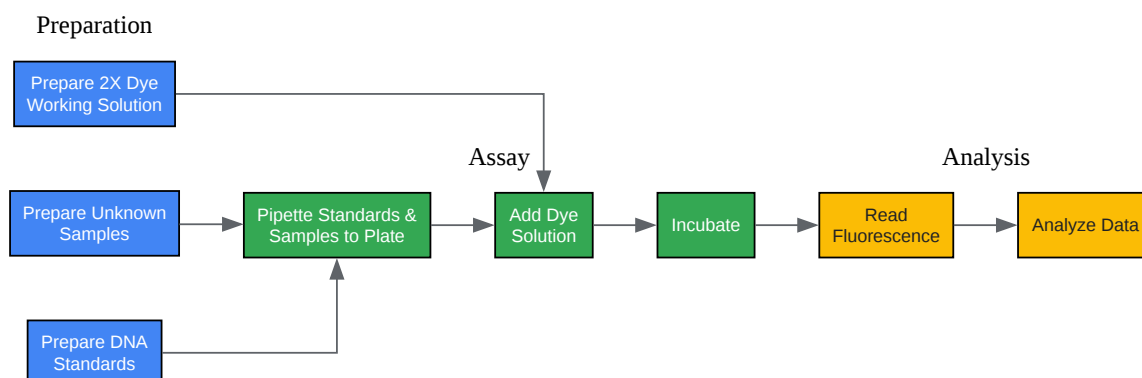 Preparation
Prepare 2X Dye
Working Solution
Assay
Analysis
Prepare Unknown
Samples
Pipette Standards &
Samples to Plate
Add Dye
Solution
Incubate
Read
Fluorescence
Analyze Data
Prepare DNA
Standards